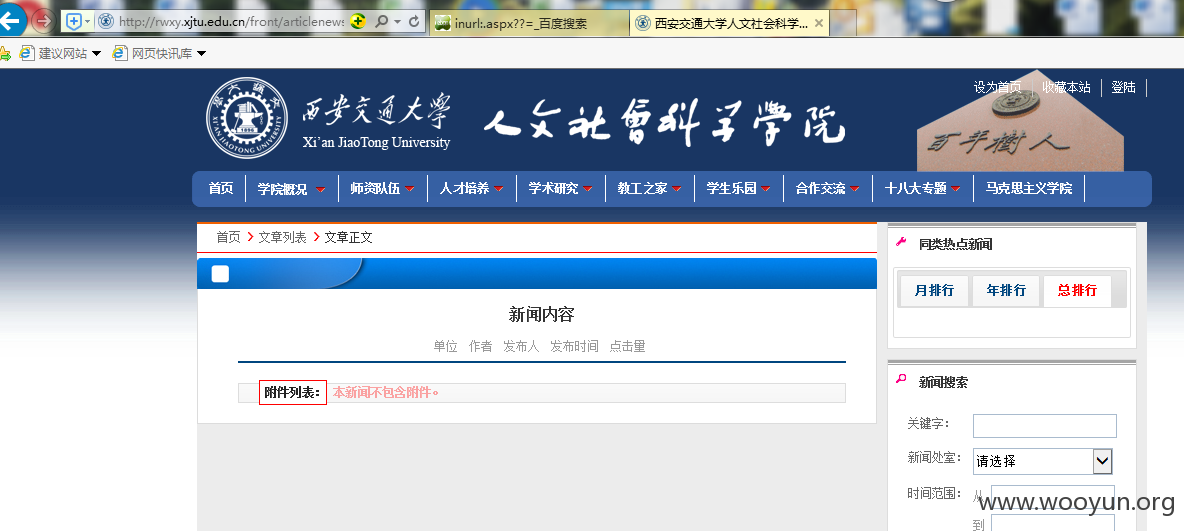 http://rwxy.xjtu.edu.cn/front/articlenews
inurl:.aspx??=_百度搜索
西安交通大学人文社会科学...
建议网站
网页快讯库
设为首页
收藏本站
登陆
XI'AN JIAOTONG UNIVERSITY
1896
西安交通大学
Xi'an JiaoTong University
人文社會科学學院
百年樹人
首页
学院概况
师资队伍
人才培养
学术研究
教工之家
学生乐园
合作交流
十八大专题
马克思主义学院
首页
文章列表
文章正文
新闻内容
单位 作者 发布人 发布时间 点击量
附件列表: 本新闻不包含附件。
同类热点新闻
月排行
年排行
总排行
新闻搜索
关键字:
新闻处室:
请选择
时间范围: 从
到
www.wooyun.org